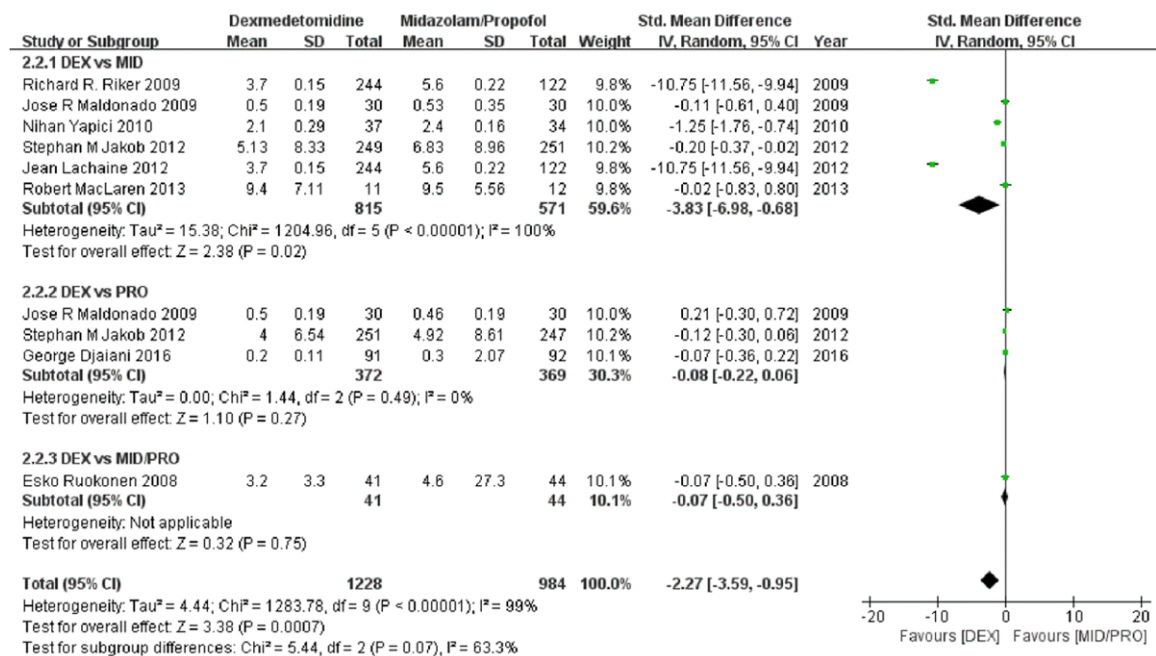 Dexmedetomidine Midazolam/Propofol Std. Mean Difference Std. Mean Difference
Study or Subgroup Mean SD Total Mean SD Total Weight IV, Random, 95% CI Year IV, Random, 95% CI
2.2.1 DEX vs MID
Richard R. Riker 2009 3.7 0.15 244 5.6 0.22 122 9.8% -10.75 [-11.56, -9.94] 2009
Jose R Maldonado 2009 0.5 0.19 30 0.53 0.35 30 10.0% -0.11 [-0.61, 0.40] 2009
Nihan Yapici 2010 2.1 0.29 37 2.4 0.16 34 10.0% -1.25 [-1.76, -0.74] 2010
Stephan M Jakob 2012 5.13 8.33 249 6.83 8.96 251 10.2% -0.20 [-0.37, -0.02] 2012
Jean Lachaine 2012 3.7 0.15 244 5.6 0.22 122 9.8% -10.75 [-11.56, -9.94] 2012
Robert MacLaren 2013 9.4 7.11 11 9.5 5.56 12 9.8% -0.02 [-0.83, 0.80] 2013
Subtotal (95% CI) 815 571 59.6% -3.83 [-6.98, -0.68]
Heterogeneity: Tau² = 15.38; Chi² = 1204.96, df = 5 (P < 0.00001); I² = 100%
Test for overall effect: Z = 2.38 (P = 0.02)
2.2.2 DEX vs PRO
Jose R Maldonado 2009 0.5 0.19 30 0.46 0.19 30 10.0% 0.21 [-0.30, 0.72] 2009
Stephan M Jakob 2012 4 6.54 251 4.92 8.61 247 10.2% -0.12 [-0.30, 0.06] 2012
George Djaiani 2016 0.2 0.11 91 0.3 2.07 92 10.1% -0.07 [-0.36, 0.22] 2016
Subtotal (95% CI) 372 369 30.3% -0.08 [-0.22, 0.06]
Heterogeneity: Tau² = 0.00; Chi² = 1.44, df = 2 (P = 0.49); I² = 0%
Test for overall effect: Z = 1.10 (P = 0.27)
2.2.3 DEX vs MID/PRO
Esko Ruokonen 2008 3.2 3.3 41 4.6 27.3 44 10.1% -0.07 [-0.50, 0.36] 2008
Subtotal (95% CI) 41 44 10.1% -0.07 [-0.50, 0.36]
Heterogeneity: Not applicable
Test for overall effect: Z = 0.32 (P = 0.75)
Total (95% CI) 1228 984 100.0% -2.27 [-3.59, -0.95]
Heterogeneity: Tau² = 4.44; Chi² = 1283.78, df = 9 (P < 0.00001); I² = 99%
Test for overall effect: Z = 3.38 (P = 0.0007)
Test for subgroup differences: Chi² = 5.44, df = 2 (P = 0.07), I² = 63.3%
-20 -10 0 10 20
Favours [DEX] Favours [MID/PRO]